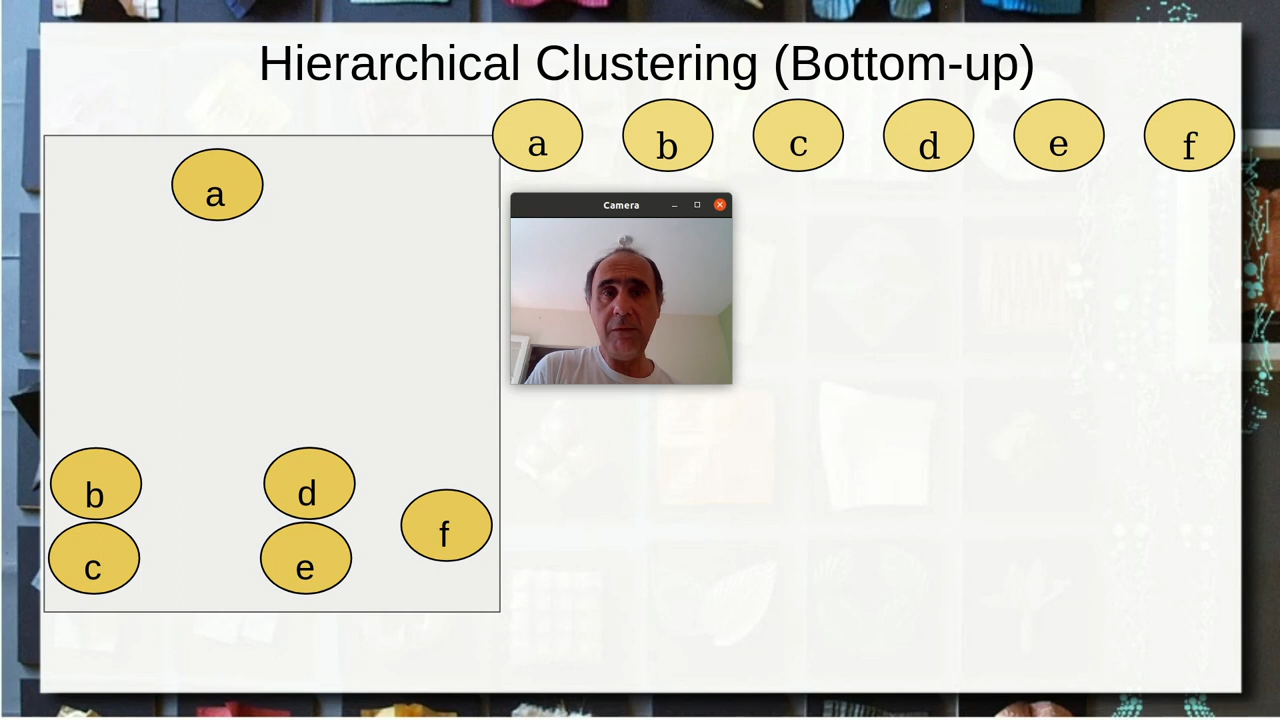 Hierarchical Clustering (Bottom-up)
a b c d e f
a
Camera
b d
f
c e